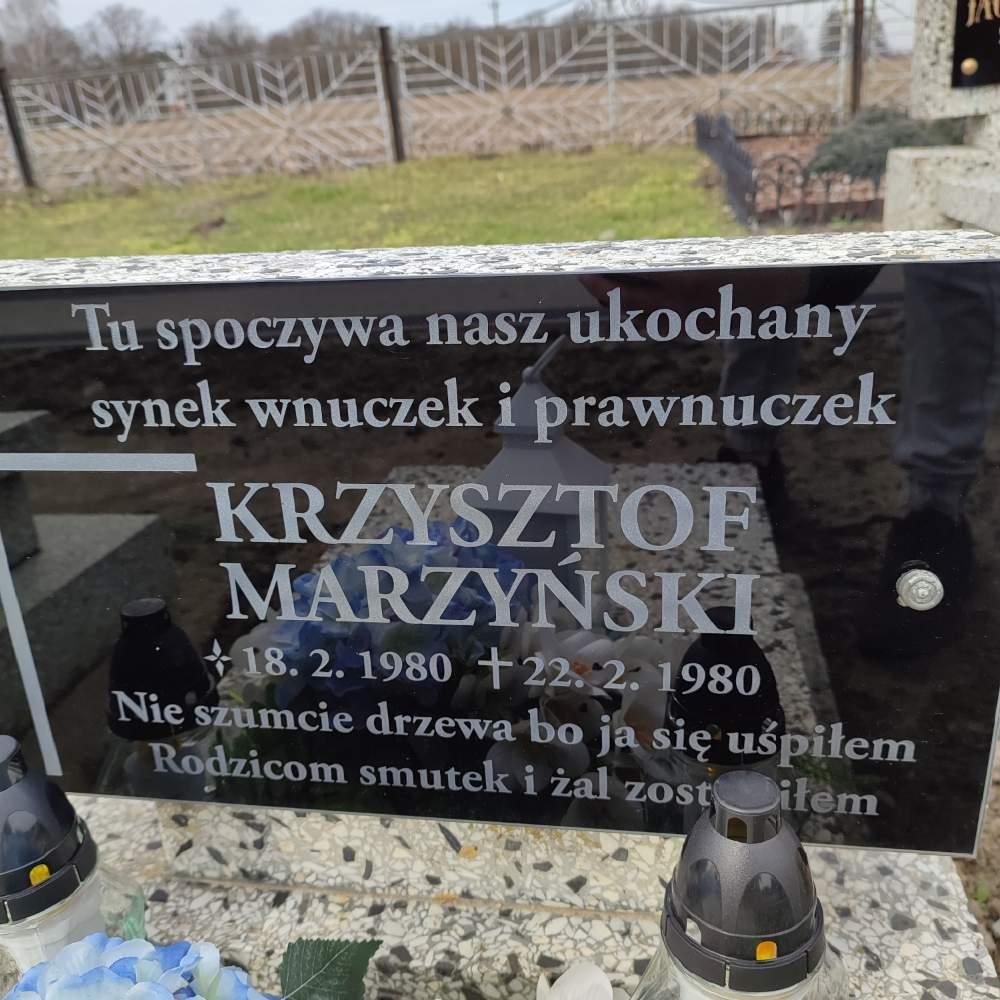 Tu spoczywa nasz ukochany
synek wnuczek i prawnuczek
KRZYSZTOF
MARZYŃSKI
18. 2. 1980 22. 2. 1980
Nie szumcie drzewa bo ja się uśpiłem
Rodzicom smutek i żal